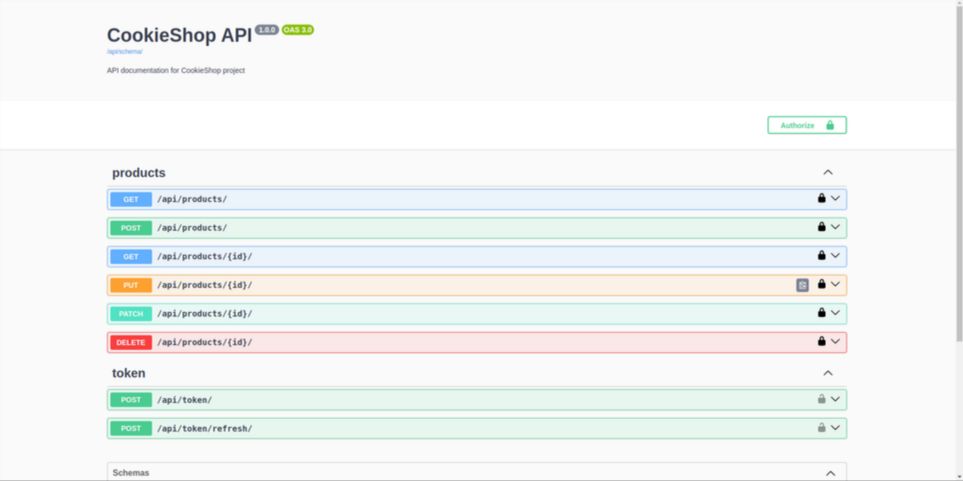 CookieShop API 1.0.0 OAS 3.0
/api/schema/
API documentation for CookieShop project
Authorize
products
GET /api/products/
POST /api/products/
GET /api/products/{id}/
PUT /api/products/{id}/
PATCH /api/products/{id}/
DELETE /api/products/{id}/
token
POST /api/token/
POST /api/token/refresh/
Schemas